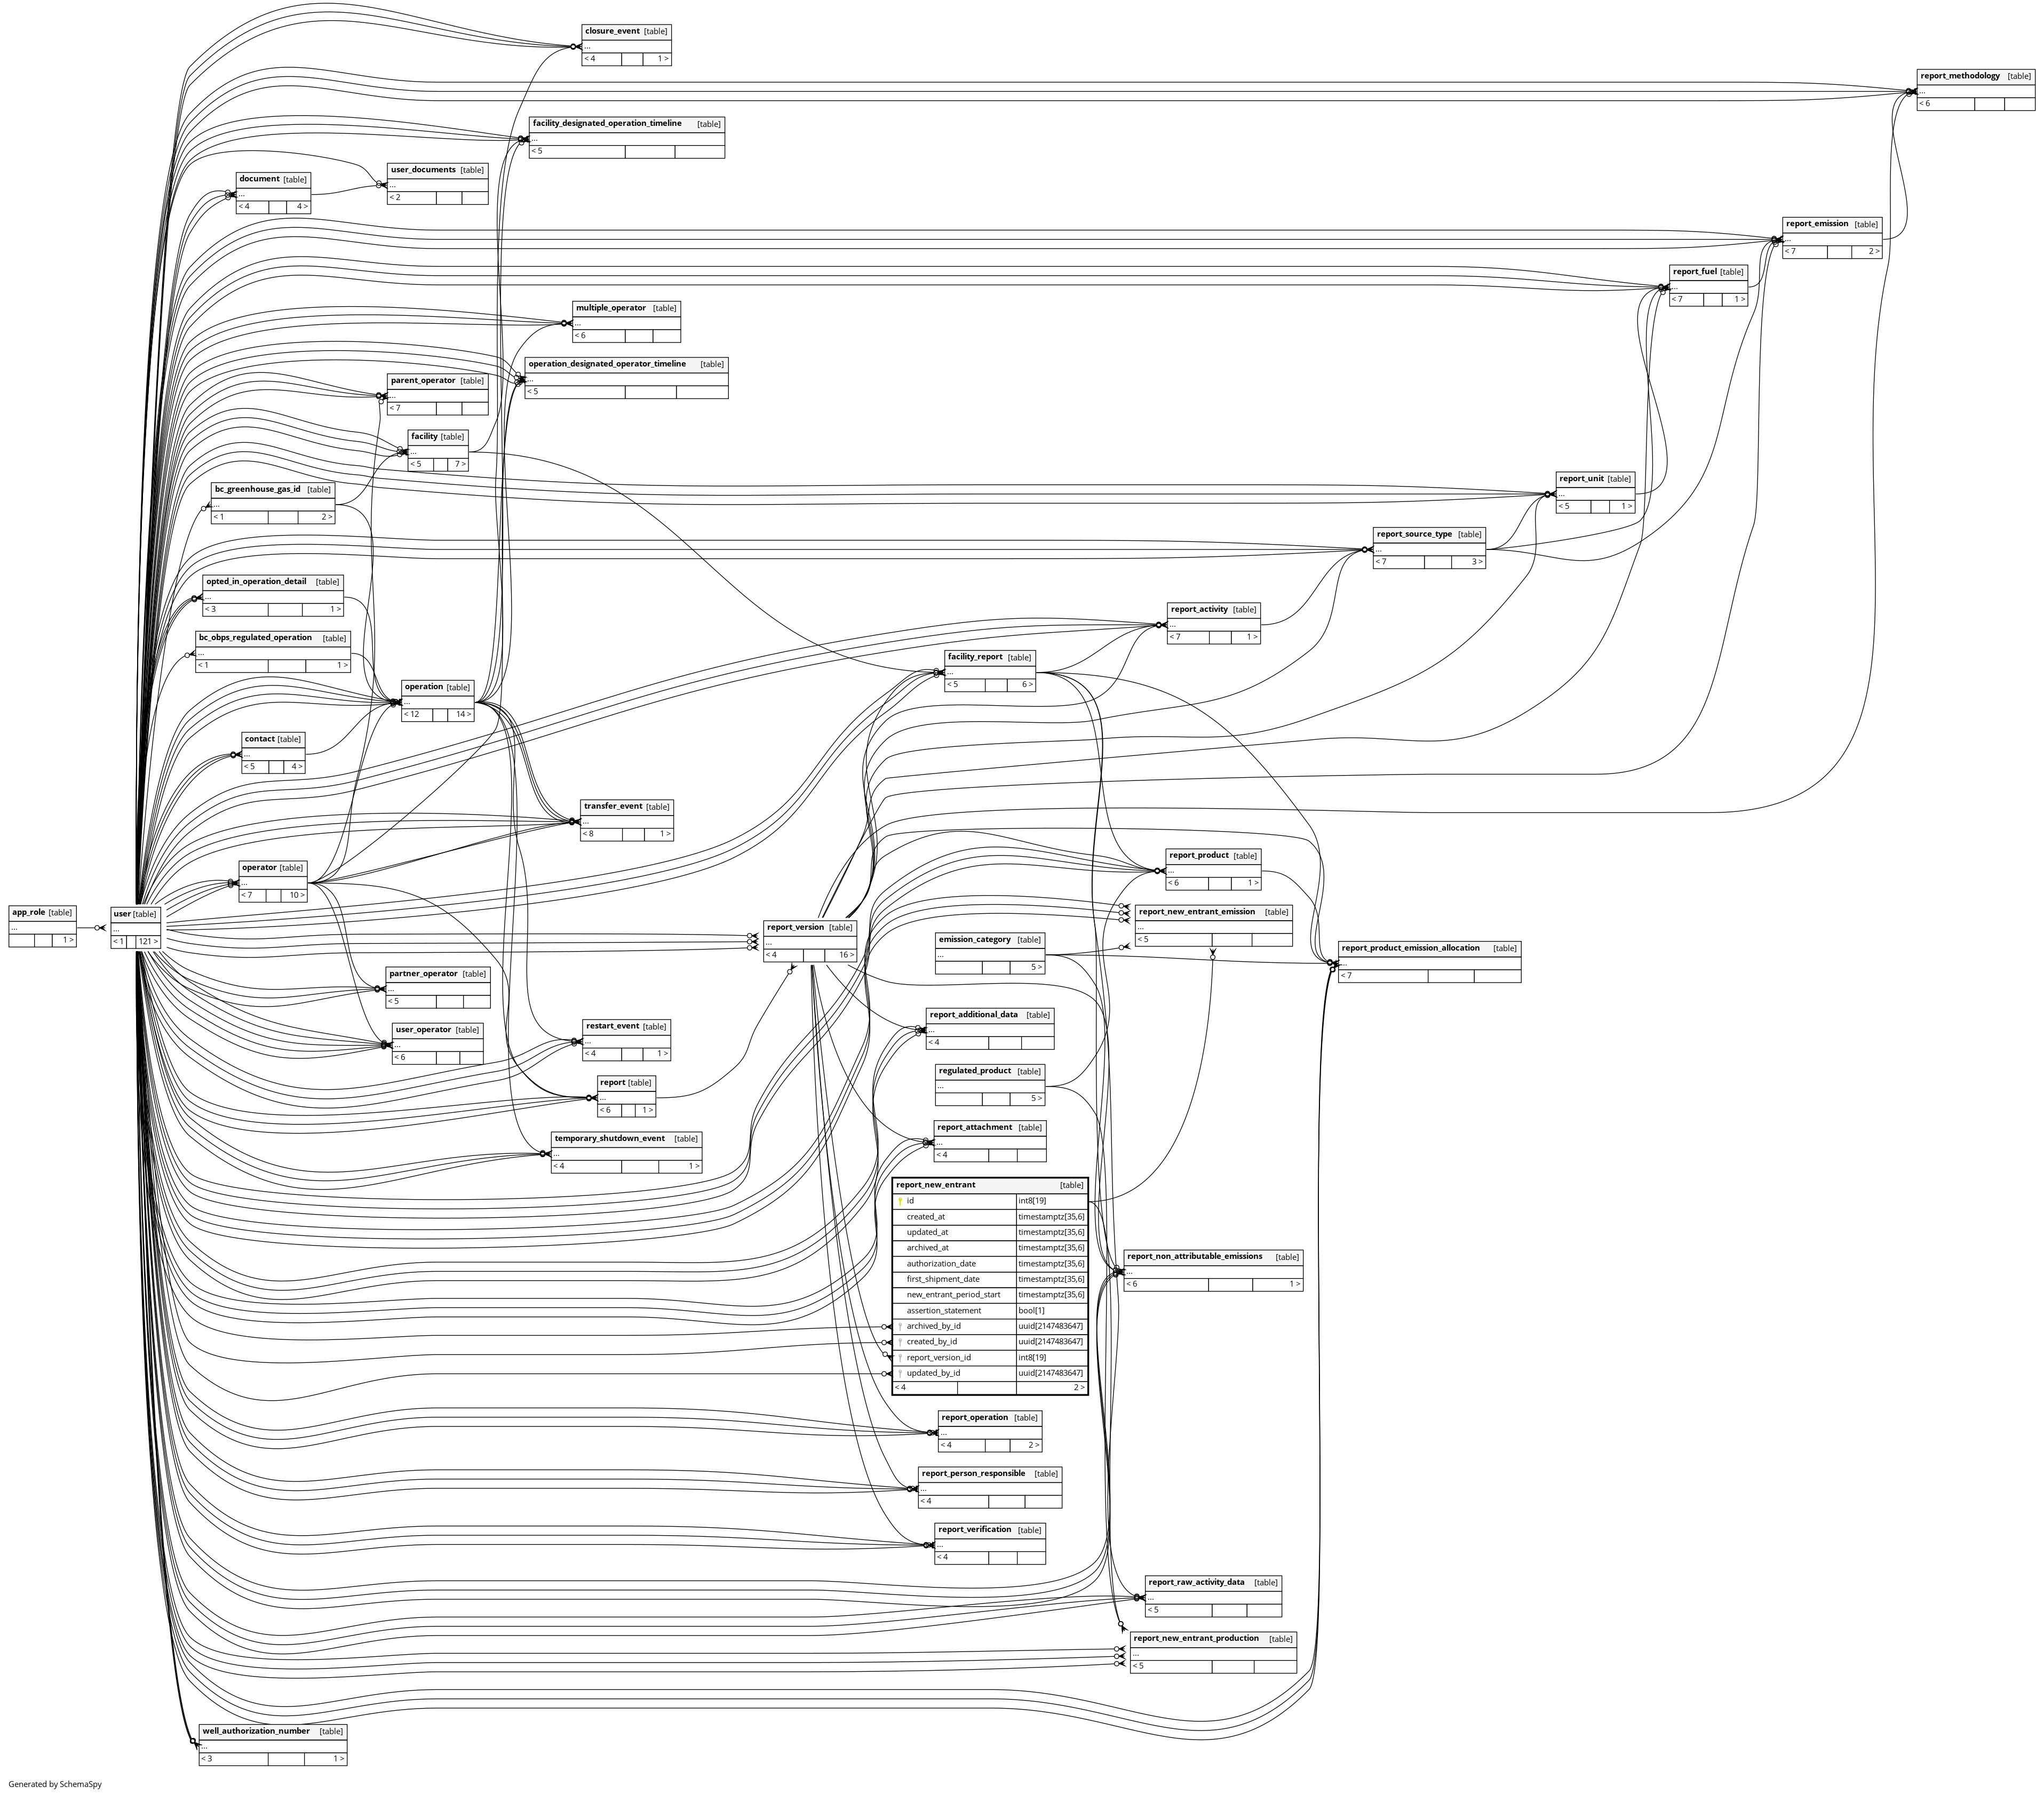 closure_event [table]
...
< 4 1 >
report_methodology [table]
...
< 6
facility_designated_operation_timeline [table]
...
< 5
user_documents [table]
...
< 2
document [table]
...
< 4 4 >
report_emission [table]
...
< 7 2 >
report_fuel [table]
...
< 7 1 >
multiple_operator [table]
...
< 6
operation_designated_operator_timeline [table]
...
< 5
parent_operator [table]
...
< 7
facility [table]
...
< 5 7 >
report_unit [table]
...
< 5 1 >
bc_greenhouse_gas_id [table]
...
< 1 2 >
report_source_type [table]
...
< 7 3 >
opted_in_operation_detail [table]
...
< 3 1 >
report_activity [table]
...
< 7 1 >
bc_obps_regulated_operation [table]
...
< 1 1 >
facility_report [table]
...
< 5 6 >
operation [table]
...
< 12 14 >
contact [table]
...
< 5 4 >
transfer_event [table]
...
< 8 1 >
report_product [table]
...
< 6 1 >
operator [table]
...
< 7 10 >
app_role [table]
...
1 >
user [table]
...
< 1 121 >
report_new_entrant_emission [table]
...
< 5
report_version [table]
...
< 4 16 >
emission_category [table]
...
5 >
report_product_emission_allocation [table]
...
< 7
partner_operator [table]
...
< 5
report_additional_data [table]
...
< 4
user_operator [table]
...
< 6
restart_event [table]
...
< 4 1 >
regulated_product [table]
...
5 >
report [table]
...
< 6 1 >
report_attachment [table]
...
< 4
temporary_shutdown_event [table]
...
< 4 1 >
report_new_entrant [table]
id int8[19]
created_at timestamptz[35,6]
updated_at timestamptz[35,6]
archived_at timestamptz[35,6]
authorization_date timestamptz[35,6]
first_shipment_date timestamptz[35,6]
new_entrant_period_start timestamptz[35,6]
assertion_statement bool[1]
archived_by_id uuid[2147483647]
created_by_id uuid[2147483647]
report_version_id int8[19]
updated_by_id uuid[2147483647]
< 4 2 >
report_non_attributable_emissions [table]
...
< 6 1 >
report_operation [table]
...
< 4 2 >
report_person_responsible [table]
...
< 4
report_verification [table]
...
< 4
report_raw_activity_data [table]
...
< 5
report_new_entrant_production [table]
...
< 5
well_authorization_number [table]
...
< 3 1 >
Generated by SchemaSpy